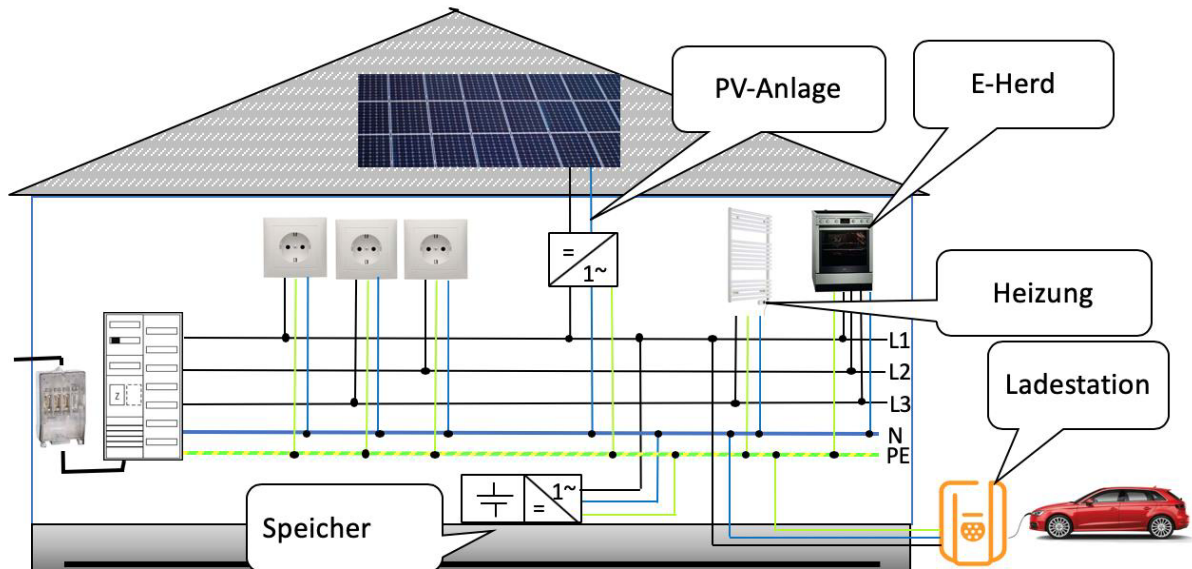 PV-Anlage
E-Herd
=
1~
Heizung
L1
L2
Ladestation
L3
Z
N
PE
1~
=
Speicher